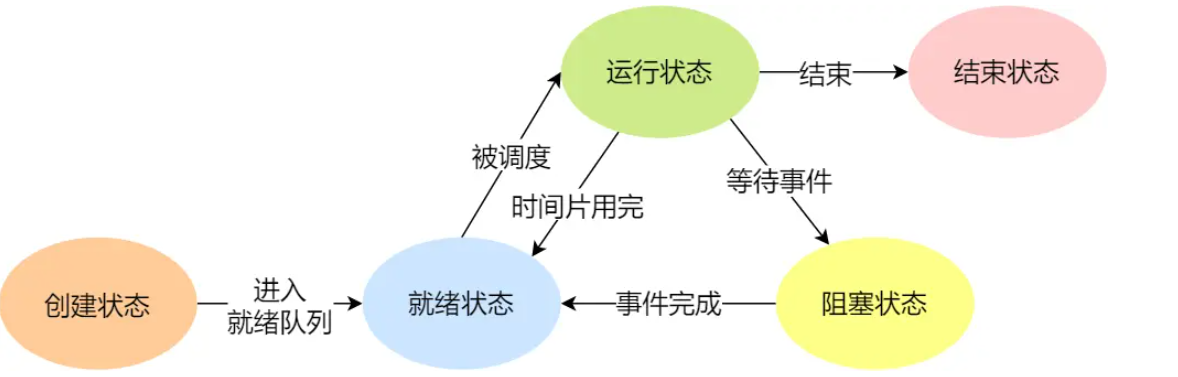 运行状态
结束
结束状态
被调度
等待事件
时间片用完
创建状态
进入
就绪队列
就绪状态
事件完成
阻塞状态